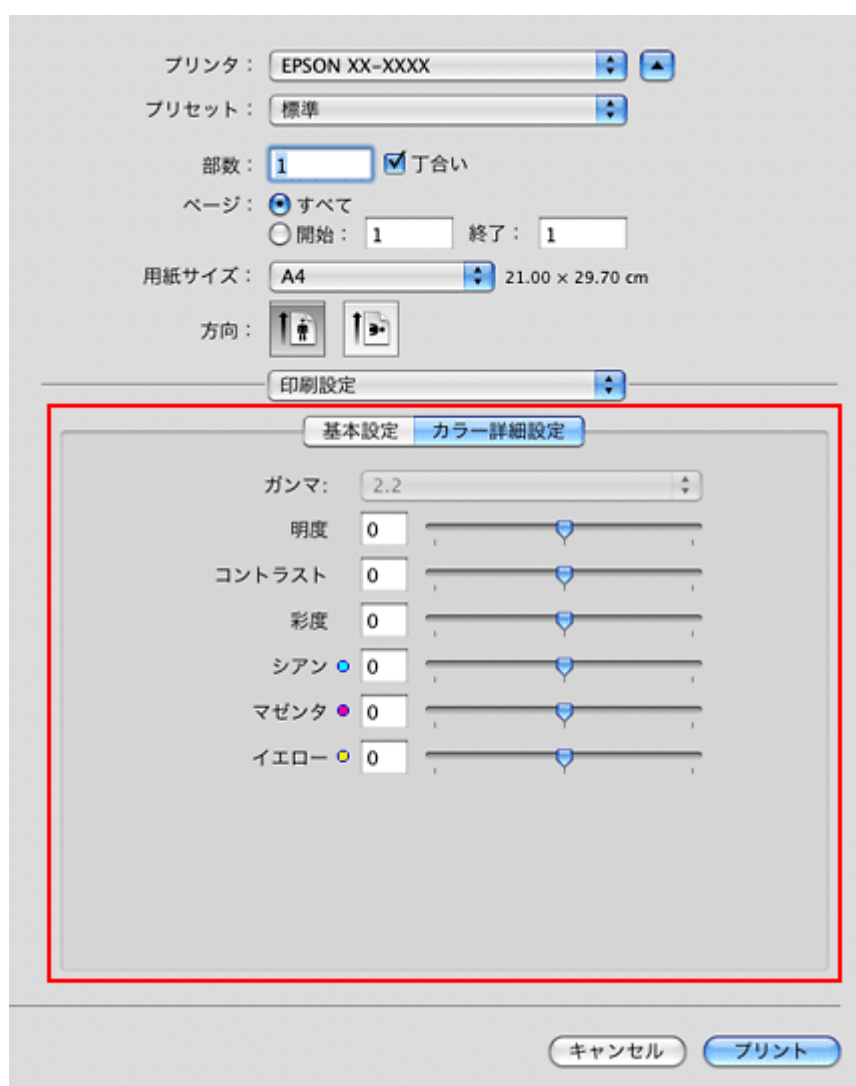 プリンタ： EPSON XX-XXXX
プリセット： 標準
部数： 1 丁合い
ページ： すべて
開始： 1 終了： 1
用紙サイズ： A4 21.00 × 29.70 cm
方向：
印刷設定
基本設定 カラー詳細設定
ガンマ: 2.2
明度 0
コントラスト 0
彩度 0
シアン 0
マゼンタ 0
イエロー 0
キャンセル プリント